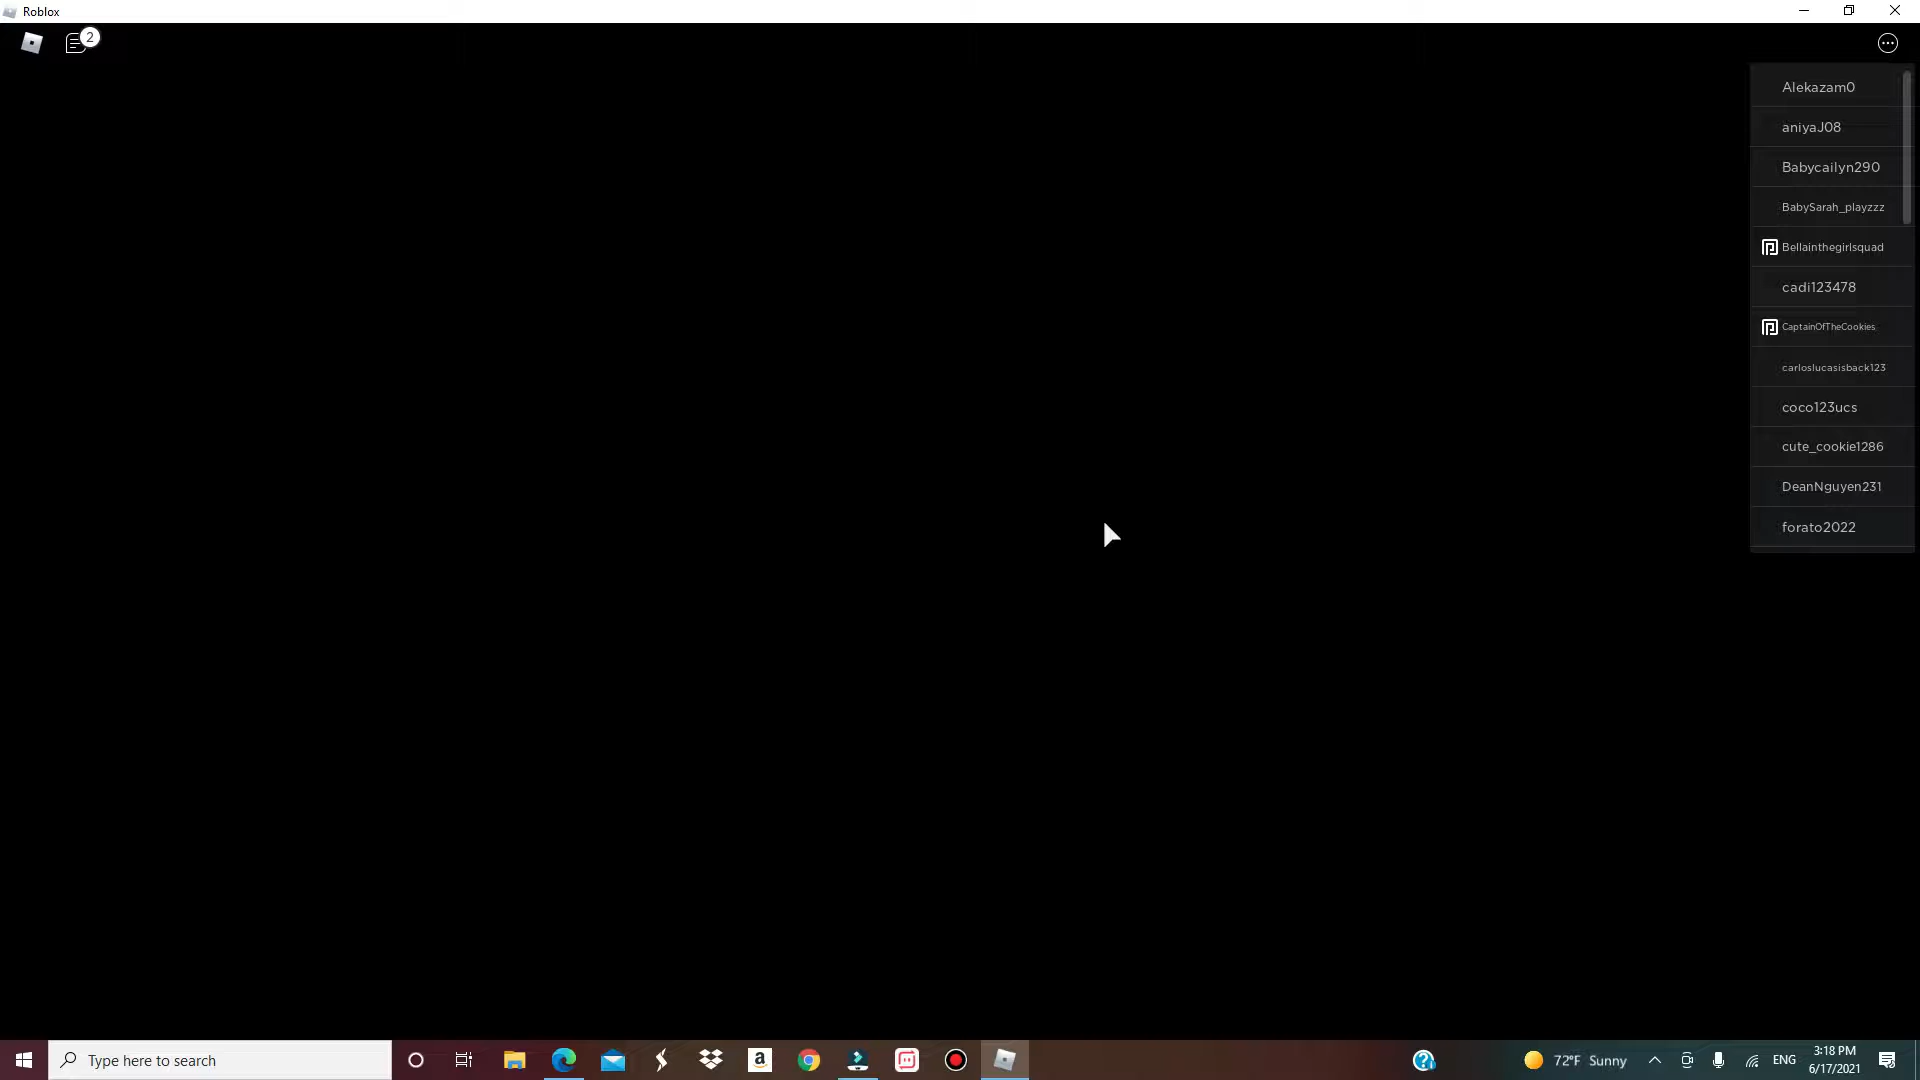 Roblox
2
Alekazam0
aniyaJ08
Babycailyn290
BabySarah_playzzz
Bellainthegirlsquad
cadi123478
CaptainOfTheCookies
carloslucasisback123
coco123ucs
cute_cookie1286
DeanNguyen231
forato2022
Type here to search
a
72°F Sunny
ENG
3:18 PM
6/17/2021